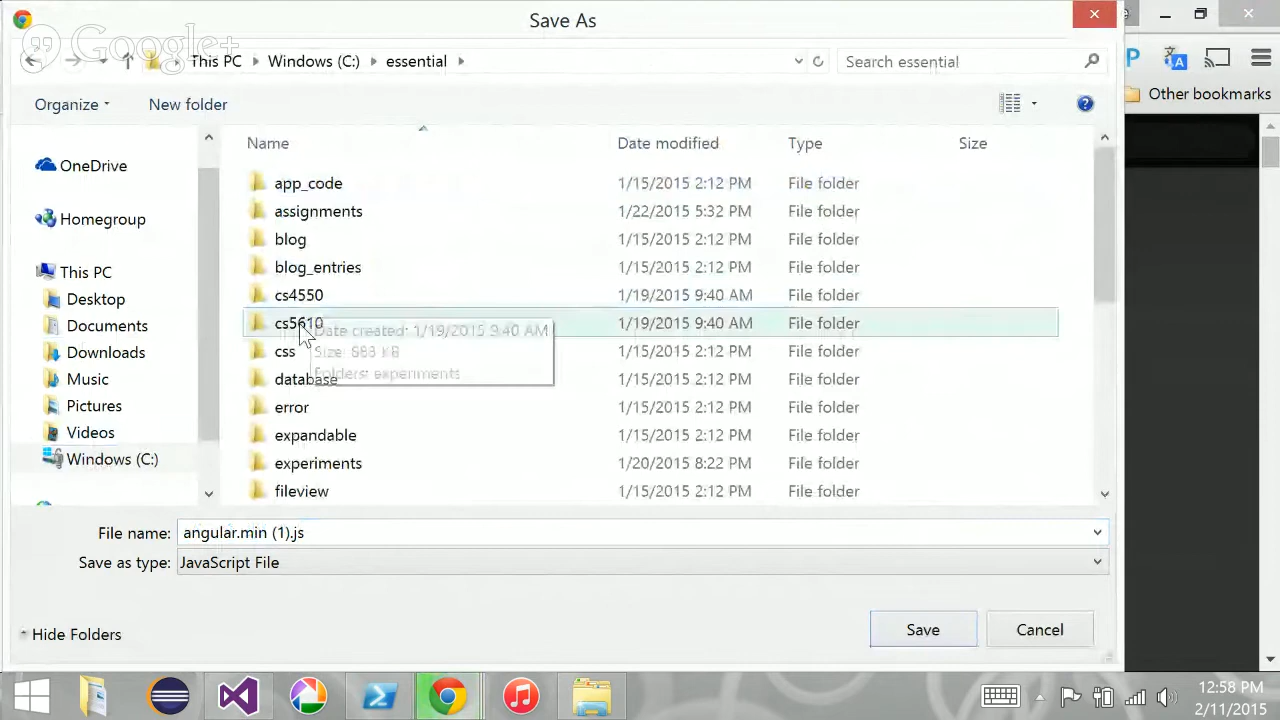 Save As
Google+
This PC Windows (C:) essential
Search essential
Organize
New folder
Other bookmarks
Name Date modified Type Size
OneDrive
Homegroup
This PC
Desktop
Documents
Downloads
Music
Pictures
Videos
Windows (C:)
app_code 1/15/2015 2:12 PM File folder
assignments 1/22/2015 5:32 PM File folder
blog 1/15/2015 2:12 PM File folder
blog_entries 1/15/2015 2:12 PM File folder
cs4550 1/19/2015 9:40 AM File folder
cs5610 1/19/2015 9:40 AM File folder
css 1/15/2015 2:12 PM File folder
database 1/15/2015 2:12 PM File folder
error 1/15/2015 2:12 PM File folder
expandable 1/15/2015 2:12 PM File folder
experiments 1/20/2015 8:22 PM File folder
fileview 1/15/2015 2:12 PM File folder
Date created: 1/19/2015 9:40 AM
Size: 683 KB
Folders: experiments
File name: angular.min (1).js
Save as type: JavaScript File
Hide Folders
Save
Cancel
12:58 PM
2/11/2015